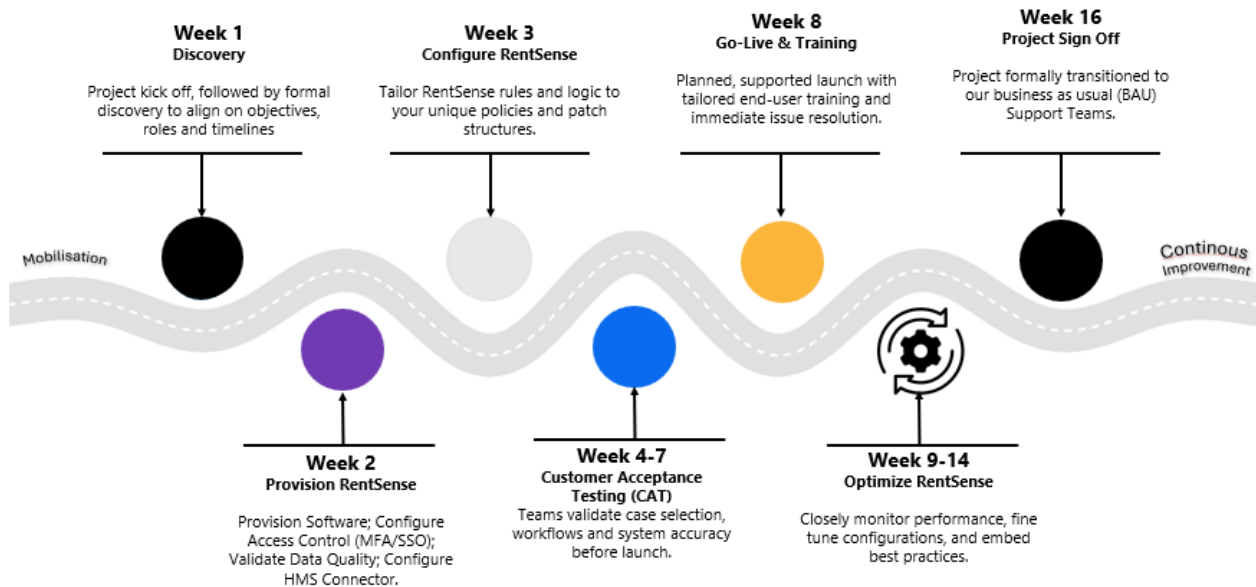 Week 1
Discovery
Project kick off, followed by formal
discovery to align on objectives,
roles and timelines
Week 3
Configure RentSense
Tailor RentSense rules and logic to
your unique policies and patch
structures.
Week 8
Go-Live & Training
Planned, supported launch with
tailored end-user training and
immediate issue resolution.
Week 16
Project Sign Off
Project formally transitioned to
our business as usual (BAU)
Support Teams.
Mobilisation
Continous
Improvement
Week 2
Provision RentSense
Provision Software; Configure
Access Control (MFA/SSO);
Validate Data Quality; Configure
HMS Connector.
Week 4-7
Customer Acceptance
Testing (CAT)
Teams validate case selection,
workflows and system accuracy
before launch.
Week 9-14
Optimize RentSense
Closely monitor performance, fine
tune configurations, and embed
best practices.